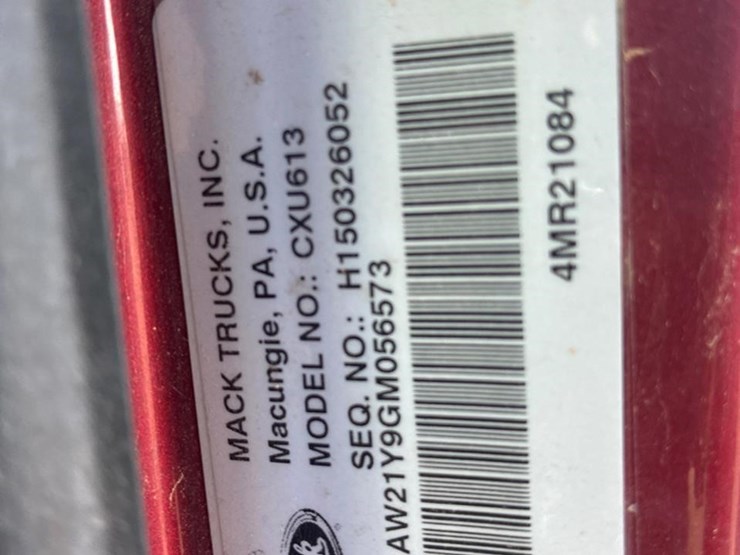 MACK TRUCKS, INC.
Macungie, PA, U.S.A.
MODEL NO.: CXU613
SEQ. NO.: H150326052
AW21Y9GM056573
4MR21084